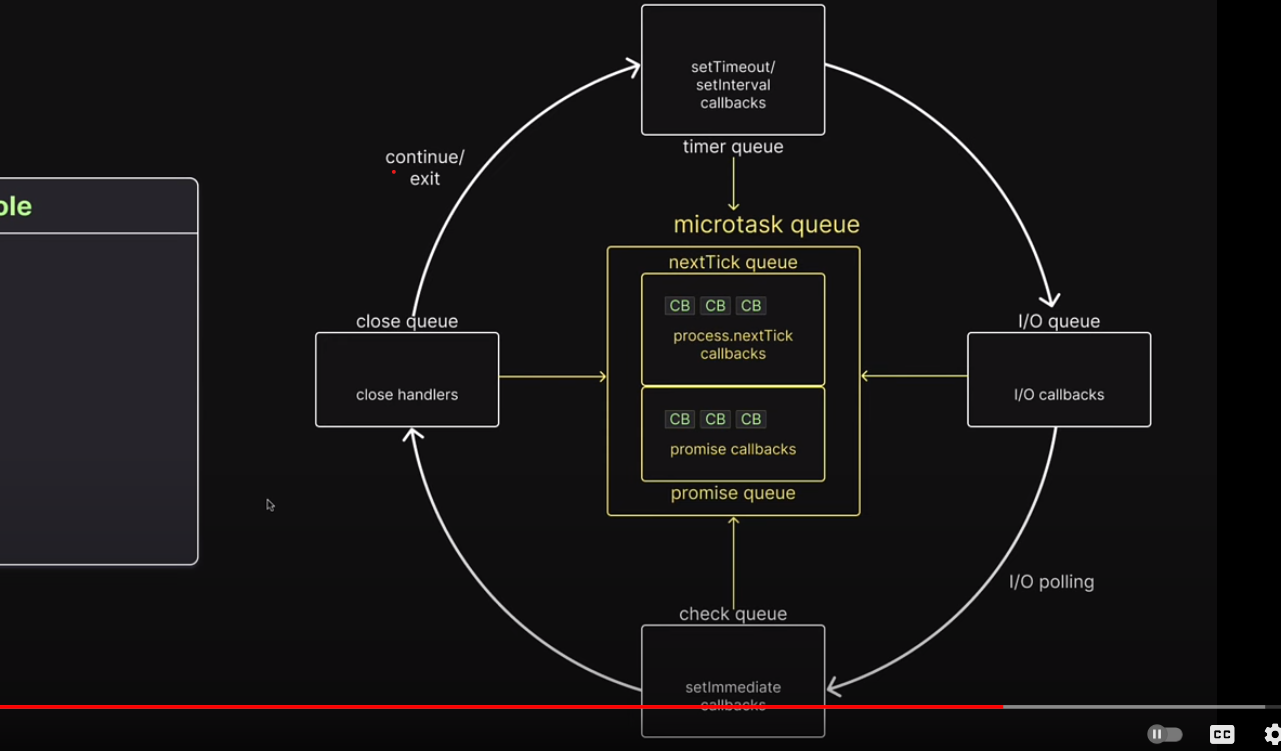 setTimeout/
setInterval
callbacks
timer queue
continue/
exit
ole
microtask queue
nextTick queue
CB CB CB
process.nextTick
callbacks
close queue
close handlers
I/O queue
I/O callbacks
CB CB CB
promise callbacks
promise queue
I/O polling
check queue
setImmediate
callbacks
CC